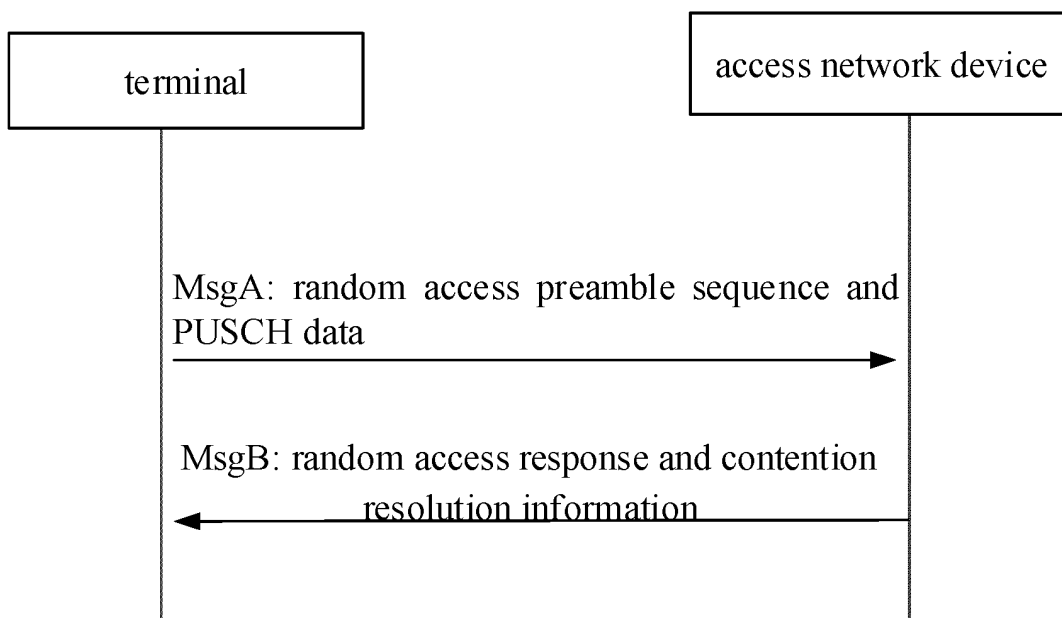 terminal
access network device
MsgA: random access preamble sequence and
PUSCH data
MsgB: random access response and contention
resolution information